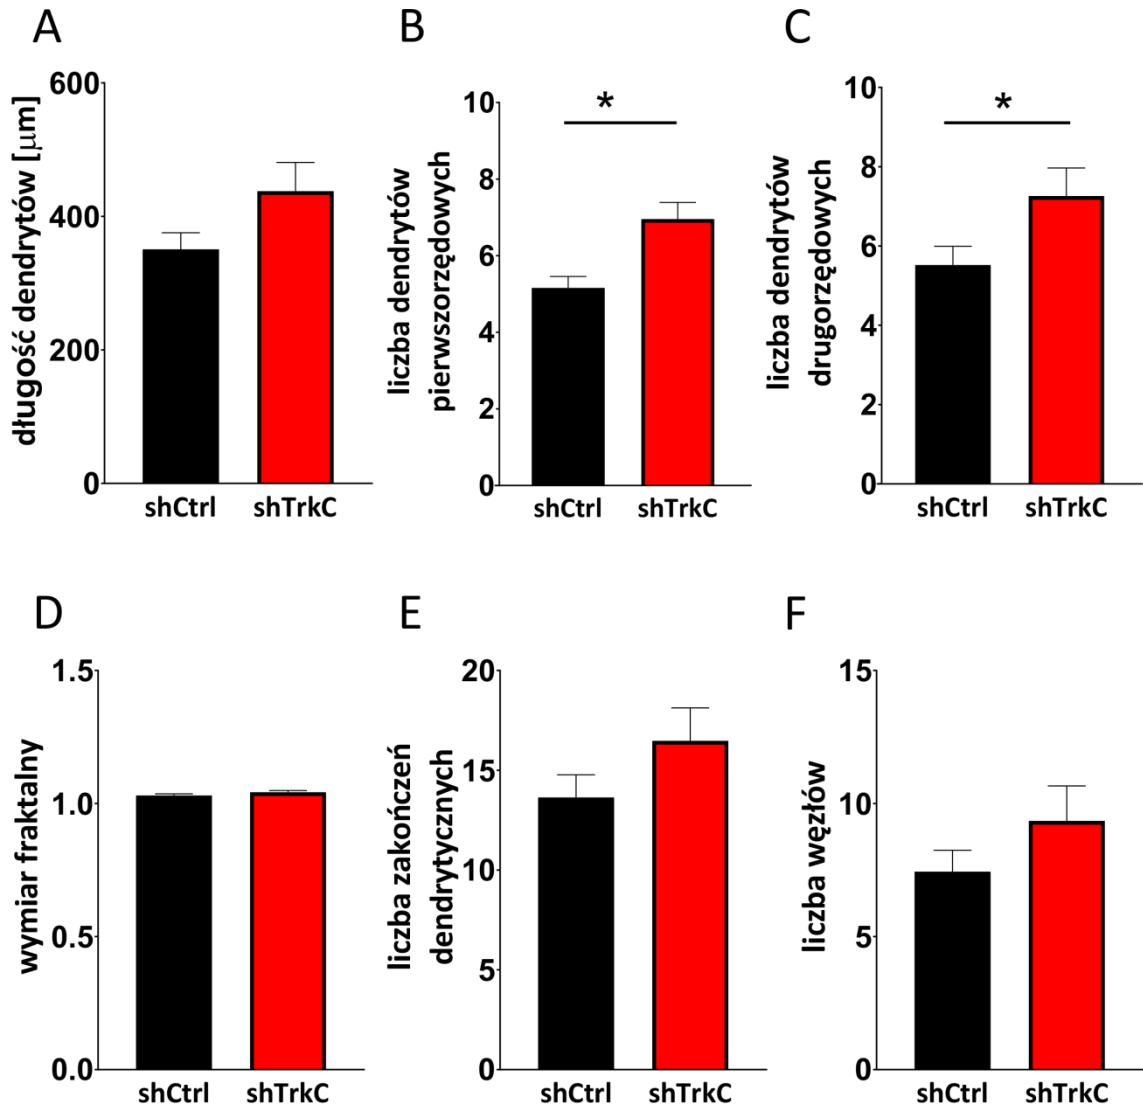 A
długość dendrytów [μm]
600
400
200
0
shCtrl shTrkC
B
liczba dendrytów
pierwszorzędowych
10
8
6
4
2
0
*
shCtrl shTrkC
C
liczba dendrytów
drugorzędowych
10
8
6
4
2
0
*
shCtrl shTrkC
D
wymiar fraktalny
1.5
1.0
0.5
0.0
shCtrl shTrkC
E
liczba zakończeń
dendrytycznych
20
15
10
5
0
shCtrl shTrkC
F
liczba węzłów
15
10
5
0
shCtrl shTrkC